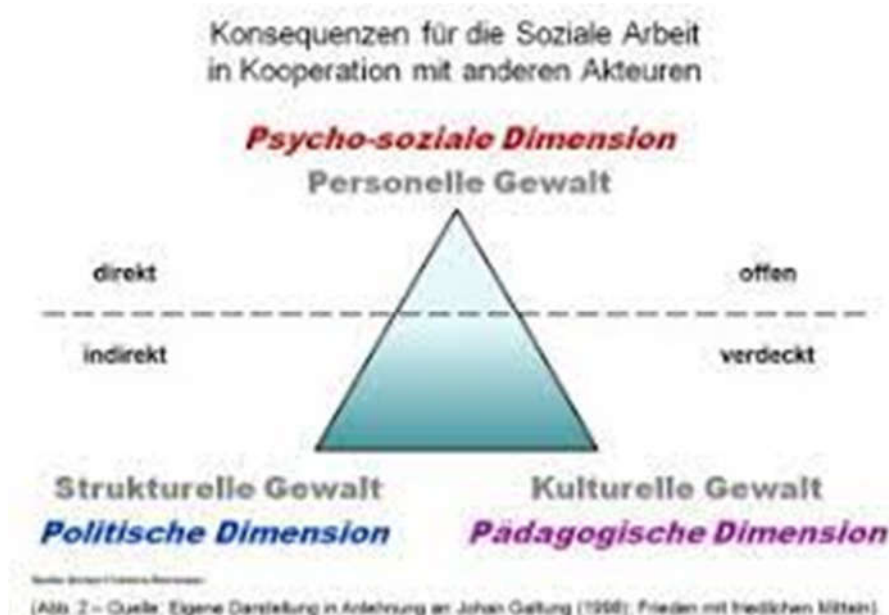 Konsequenzen für die Soziale Arbeit
in Kooperation mit anderen Akteuren
Psycho-soziale Dimension
Personelle Gewalt
direkt offen
indirekt verdeckt
Strukturelle Gewalt Kulturelle Gewalt
Politische Dimension Pädagogische Dimension
(Abb. 2 – Quelle: Eigene Darstellung in Anlehnung an Johan Galtung (1998): Frieden mit friedlichen Mitteln)